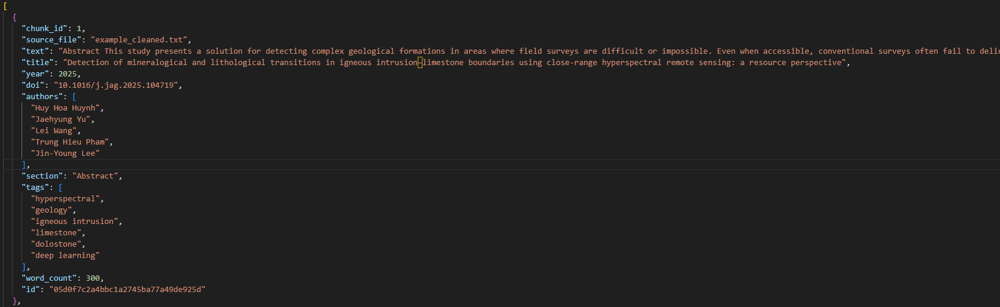 [
{
"chunk_id": 1,
"source_file": "example_cleaned.txt",
"text": "Abstract This study presents a solution for detecting complex geological formations in areas where field surveys are difficult or impossible. Even when accessible, conventional surveys often fail to
"title": "Detection of mineralogical and lithological transitions in igneous intrusion–limestone boundaries using close-range hyperspectral remote sensing: a resource perspective",
"year": 2025,
"doi": "10.1016/j.jag.2025.104719",
"authors": [
"Huy Hoa Huynh",
"Jaehyung Yu",
"Lei Wang",
"Trung Hieu Pham",
"Jin-Young Lee"
],
"section": "Abstract",
"tags": [
"hyperspectral",
"geology",
"igneous intrusion",
"limestone",
"dolostone",
"deep learning"
],
"word_count": 300,
"id": "05d0f7c2a4bbc1a2745ba77a49de925d"
},